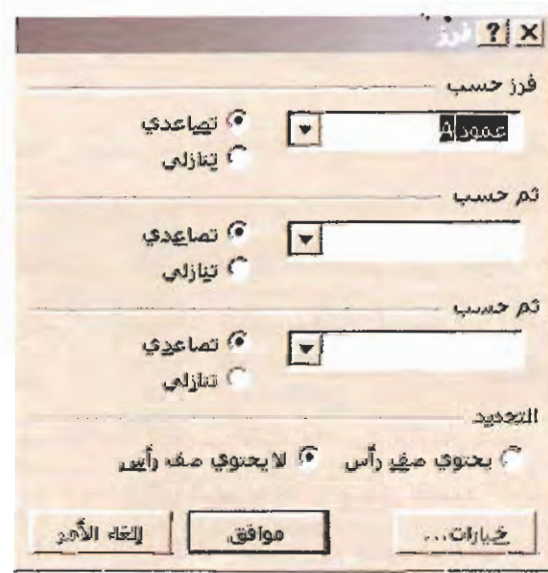 فرز
فرز حسب
عمود A
تصاعدي
تنازلي
ثم حسب
تصاعدي
تنازلي
ثم حسب
تصاعدي
تنازلي
التحديد
يحتوي صف رأس
لا يحتوي صف رأس
خيارات...
موافق
إلغاء الأمر